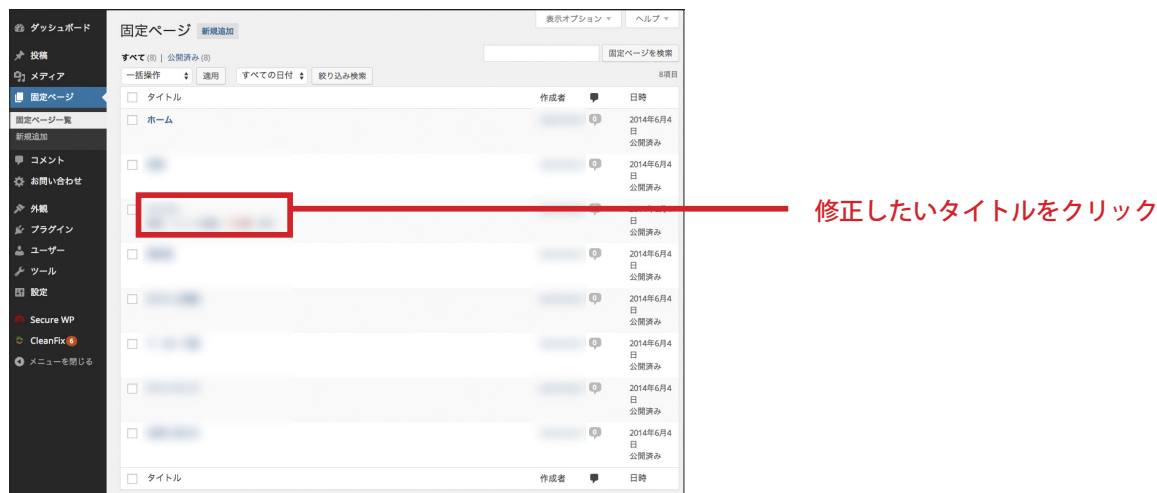 ダッシュボード
投稿
メディア
固定ページ
固定ページ一覧
新規追加
コメント
お問い合わせ
外観
プラグイン
ユーザー
ツール
設定
Secure WP
CleanFix 6
メニューを閉じる
表示オプション ヘルプ
固定ページ 新規追加
すべて (8) | 公開済み (8)
固定ページを検索
一括操作 適用 すべての日付 絞り込み検索 8項目
タイトル 作成者 日時
ホーム 0 2014年6月4
日
公開済み
0 2014年6月4
日
公開済み
日
公開済み
0 2014年6月4
日
公開済み
0 2014年6月4
日
公開済み
0 2014年6月4
日
公開済み
0 2014年6月4
日
公開済み
0 2014年6月4
日
公開済み
タイトル 作成者 日時
修正したいタイトルをクリック